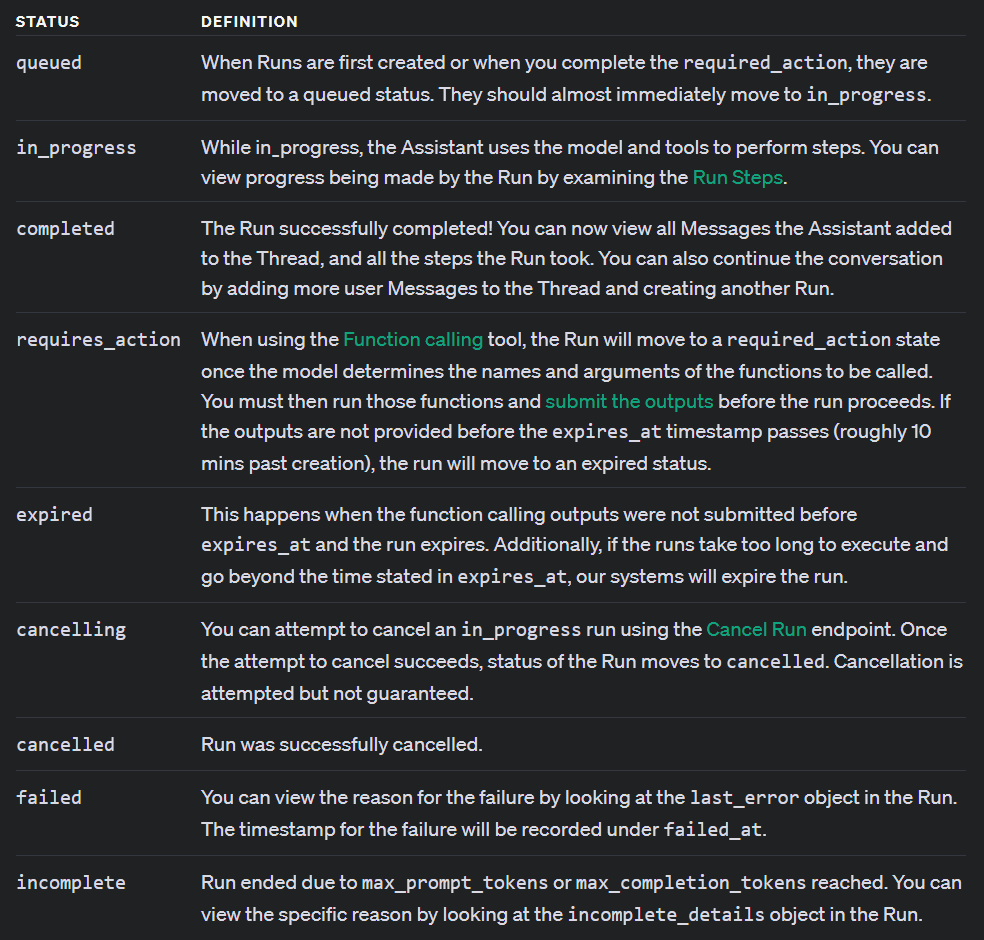 STATUS DEFINITION
queued When Runs are first created or when you complete the required_action, they are
moved to a queued status. They should almost immediately move to in_progress.
in_progress While in_progress, the Assistant uses the model and tools to perform steps. You can
view progress being made by the Run by examining the Run Steps.
completed The Run successfully completed! You can now view all Messages the Assistant added
to the Thread, and all the steps the Run took. You can also continue the conversation
by adding more user Messages to the Thread and creating another Run.
requires_action When using the Function calling tool, the Run will move to a required_action state
once the model determines the names and arguments of the functions to be called.
You must then run those functions and submit the outputs before the run proceeds. If
the outputs are not provided before the expires_at timestamp passes (roughly 10
mins past creation), the run will move to an expired status.
expired This happens when the function calling outputs were not submitted before
expires_at and the run expires. Additionally, if the runs take too long to execute and
go beyond the time stated in expires_at, our systems will expire the run.
cancelling You can attempt to cancel an in_progress run using the Cancel Run endpoint. Once
the attempt to cancel succeeds, status of the Run moves to cancelled. Cancellation is
attempted but not guaranteed.
cancelled Run was successfully cancelled.
failed You can view the reason for the failure by looking at the last_error object in the Run.
The timestamp for the failure will be recorded under failed_at.
incomplete Run ended due to max_prompt_tokens or max_completion_tokens reached. You can
view the specific reason by looking at the incomplete_details object in the Run.